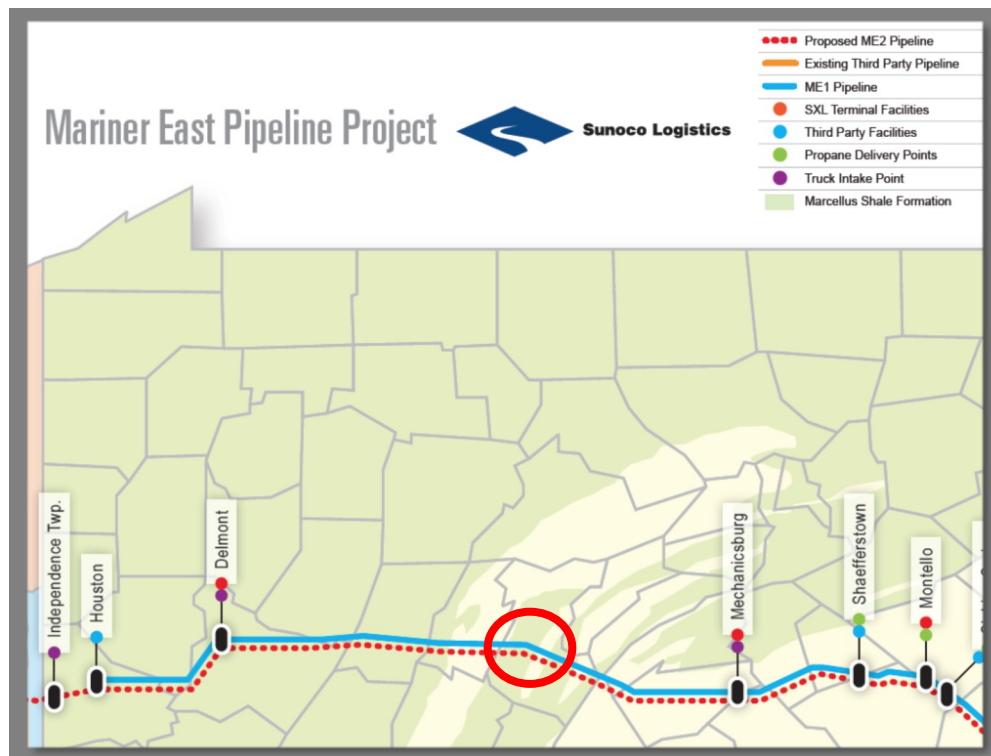 Proposed ME2 Pipeline
Existing Third Party Pipeline
ME1 Pipeline
SXL Terminal Facilities
Third Party Facilities
Propane Delivery Points
Truck Intake Point
Marcellus Shale Formation
Mariner East Pipeline Project
Sunoco Logistics
Independence Twp.
Houston
Delmont
Mechanicsburg
Shaefferstown
Montello